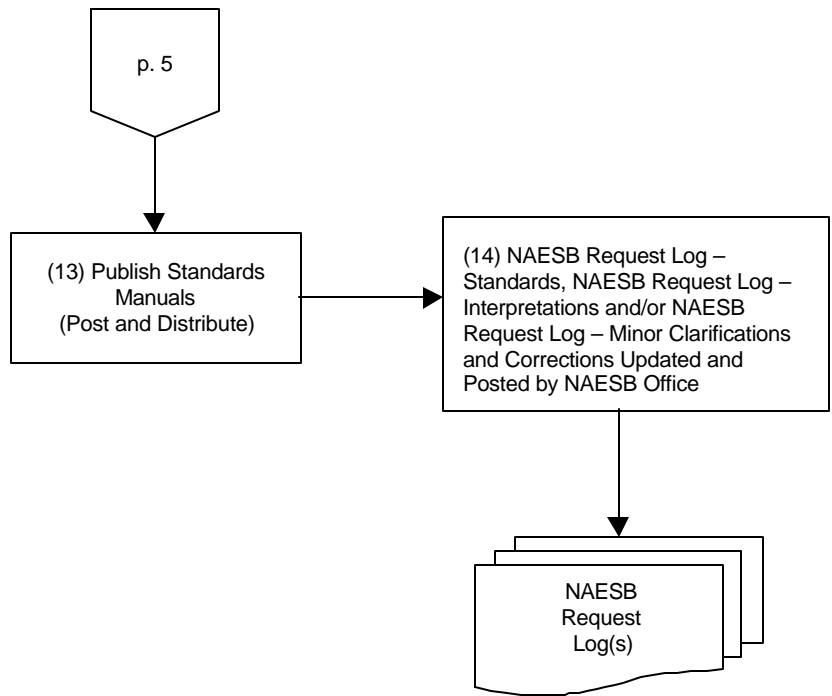 p. 5
(13) Publish Standards
Manuals
(Post and Distribute)
(14) NAESB Request Log –
Standards, NAESB Request Log –
Interpretations and/or NAESB
Request Log – Minor Clarifications
and Corrections Updated and
Posted by NAESB Office
NAESB
Request
Log(s)